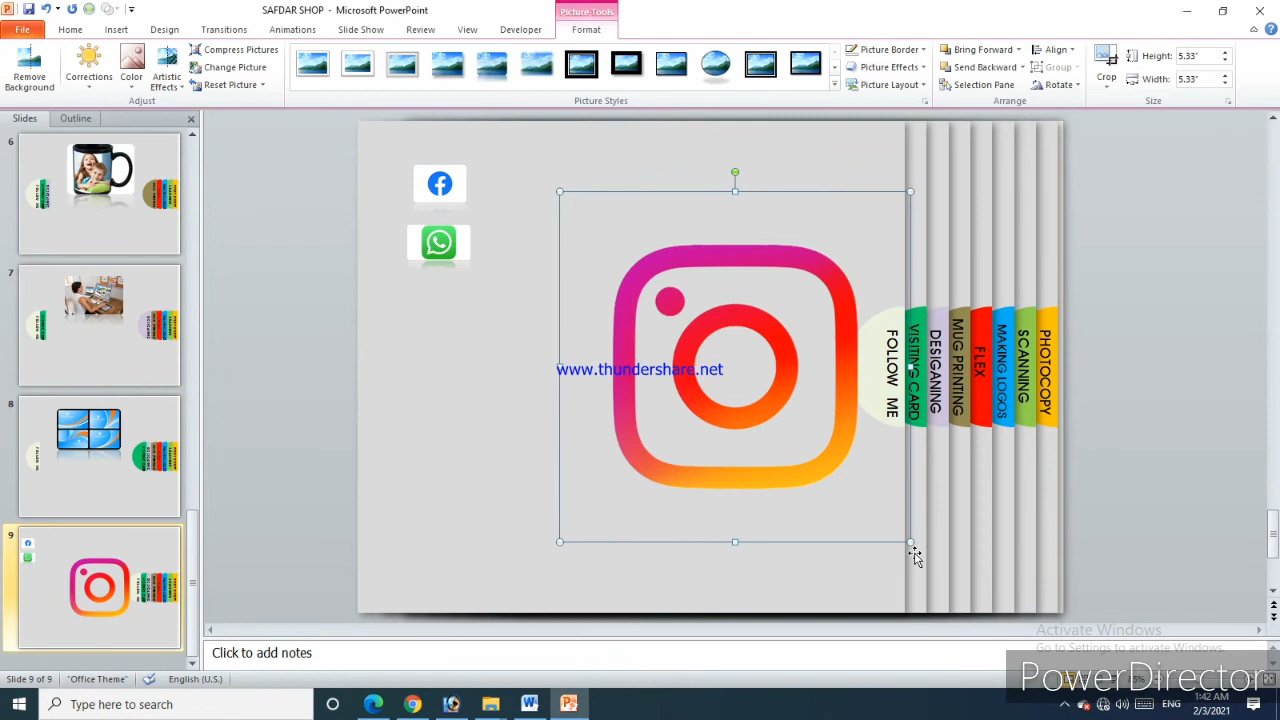 SAFDAR SHOP - Microsoft PowerPoint
Picture Tools
File Home Insert Design Transitions Animations Slide Show Review View Developer Format
Remove Background
Corrections
Color
Artistic Effects
Compress Pictures
Change Picture
Reset Picture
Adjust
Picture Styles
Picture Border
Picture Effects
Picture Layout
Bring Forward
Send Backward
Selection Pane
Align
Group
Rotate
Arrange
Crop
Height: 5.33"
Width: 5.33"
Size
Slides Outline
6
7
8
9
www.thundershare.net
FOLLOW ME
VISITING CARD
DESIGANING
MUG PRINTING
FLEX
MAKING LOGOS
SCANNING
PHOTOCOPY
Click to add notes
Activate Windows
Go to Settings to activate Windows.
PowerDirector
Slide 9 of 9 "Office Theme" English (U.S.)
Type here to search
ENG
1:42 AM
2/3/2021